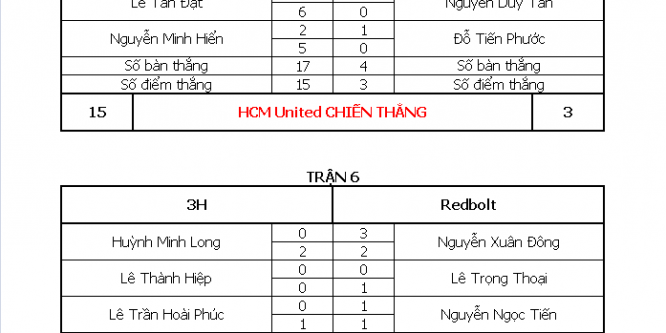 Lê Tấn Đạt Nguyễn Duy Tân
6 0
Nguyễn Minh Hiến 2 1 Đỗ Tiến Phước
5 0
Số bàn thắng 17 4 Số bàn thắng
Số điểm thắng 15 3 Số điểm thắng
15 HCM United CHIẾN THẮNG 3
TRẬN 6
3H Redbolt
Huỳnh Minh Long 0 3 Nguyễn Xuân Đông
2 2
Lê Thành Hiệp 0 0 Lê Trọng Thoại
0 1
Lê Trần Hoài Phúc 0 1 Nguyễn Ngọc Tiến
1 1